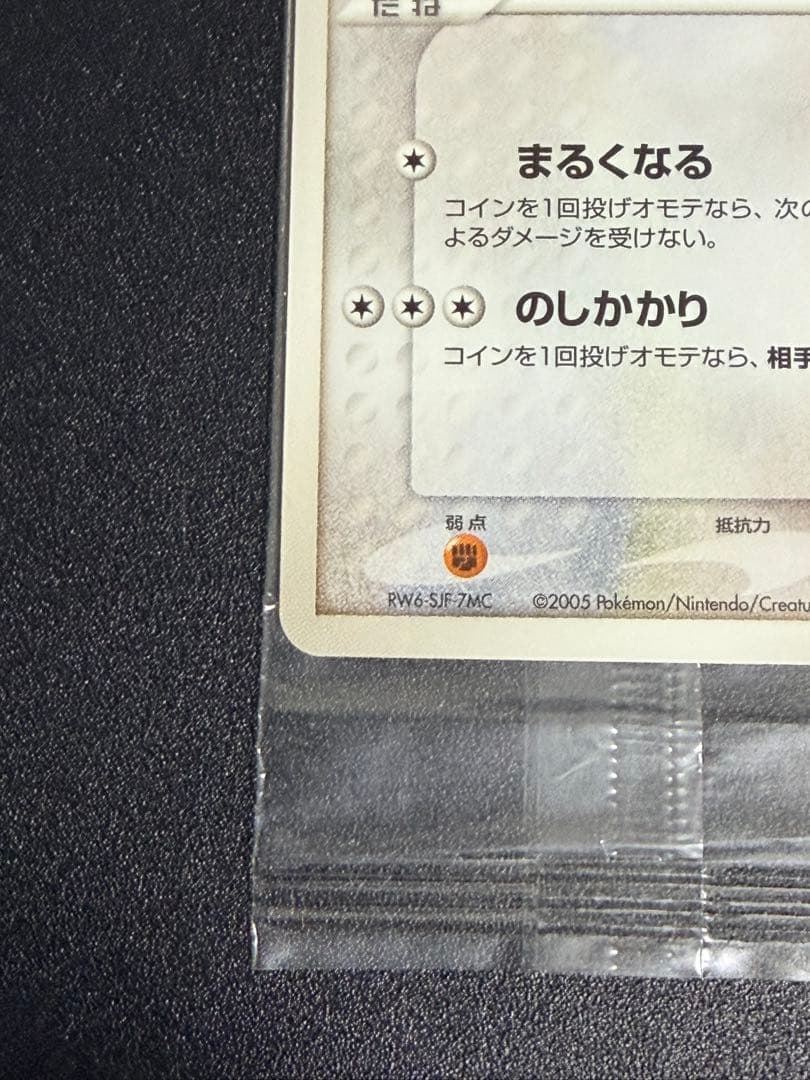 たね
まるくなる
コインを1回投げオモテなら、次の
よるダメージを受けない。
のしかかり
コインを1回投げオモテなら、相手
弱点
抵抗力
RW6-SJF-7MC
©2005 Pokémon/Nintendo/Creatu